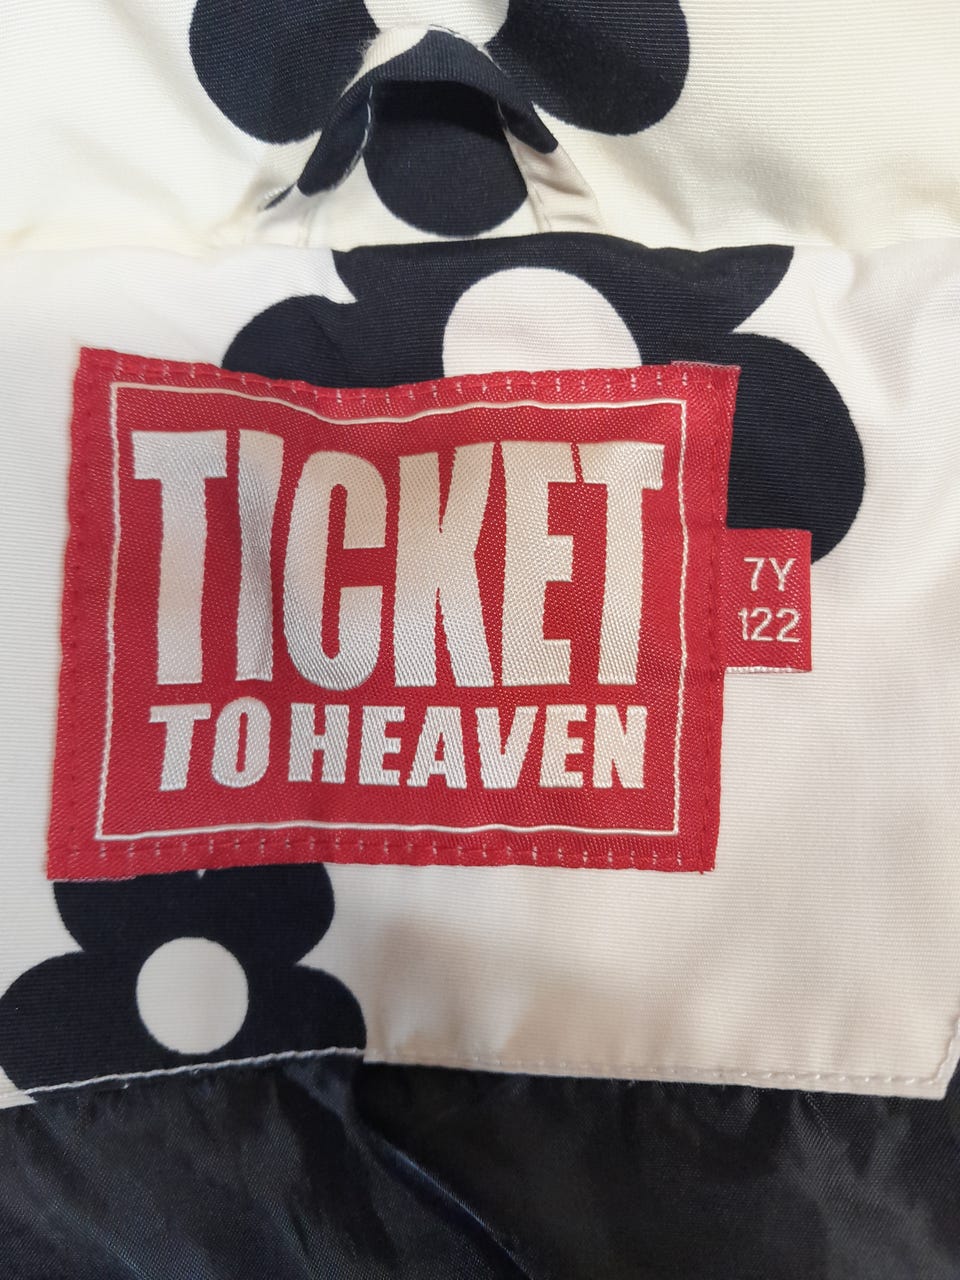 TICKET
TO HEAVEN
7Y
122